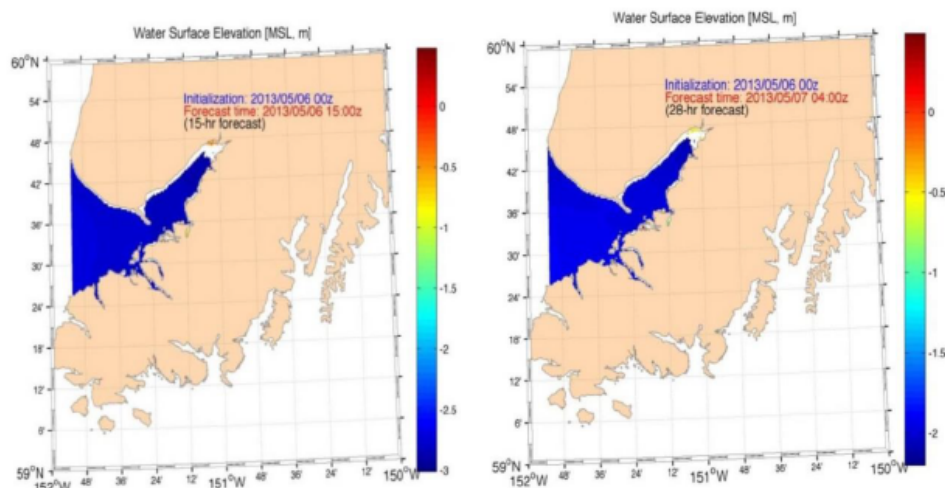 Water Surface Elevation [MSL, m]
60°N
Initialization: 2013/05/06 00z
Forecast time: 2013/05/06 15:00z
(15-hr forecast)
54'
48'
42'
36'
30'
24'
18'
12'
6'
59°N
152°W
48'
36'
24'
12'
151°W
48'
36'
24'
12'
150°W
0
-0.5
-1
-1.5
-2
-2.5
-3
Water Surface Elevation [MSL, m]
60°N
Initialization: 2013/05/06 00z
Forecast time: 2013/05/07 04:00z
(28-hr forecast)
54'
48'
42'
36'
30'
24'
18'
12'
6'
59°N
152°W
48'
36'
24'
12'
151°W
48'
36'
24'
12'
150°W
0
-0.5
-1
-1.5
-2